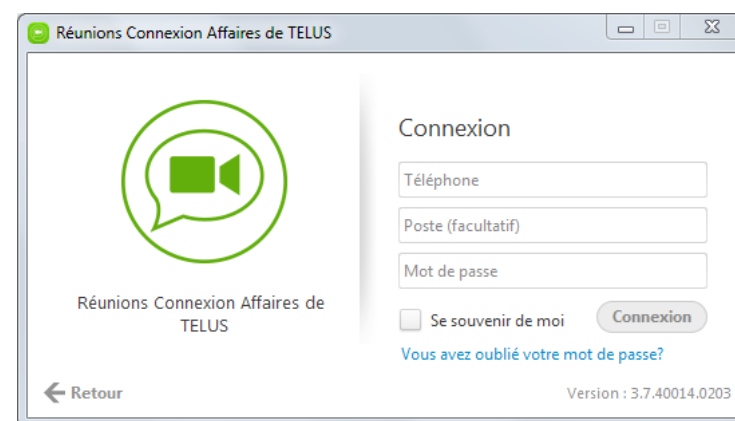 Réunions Connexion Affaires de TELUS
Connexion
Téléphone
Poste (facultatif)
Mot de passe
Réunions Connexion Affaires de
TELUS
Se souvenir de moi
Connexion
Vous avez oublié votre mot de passe?
Retour
Version : 3.7.40014.0203